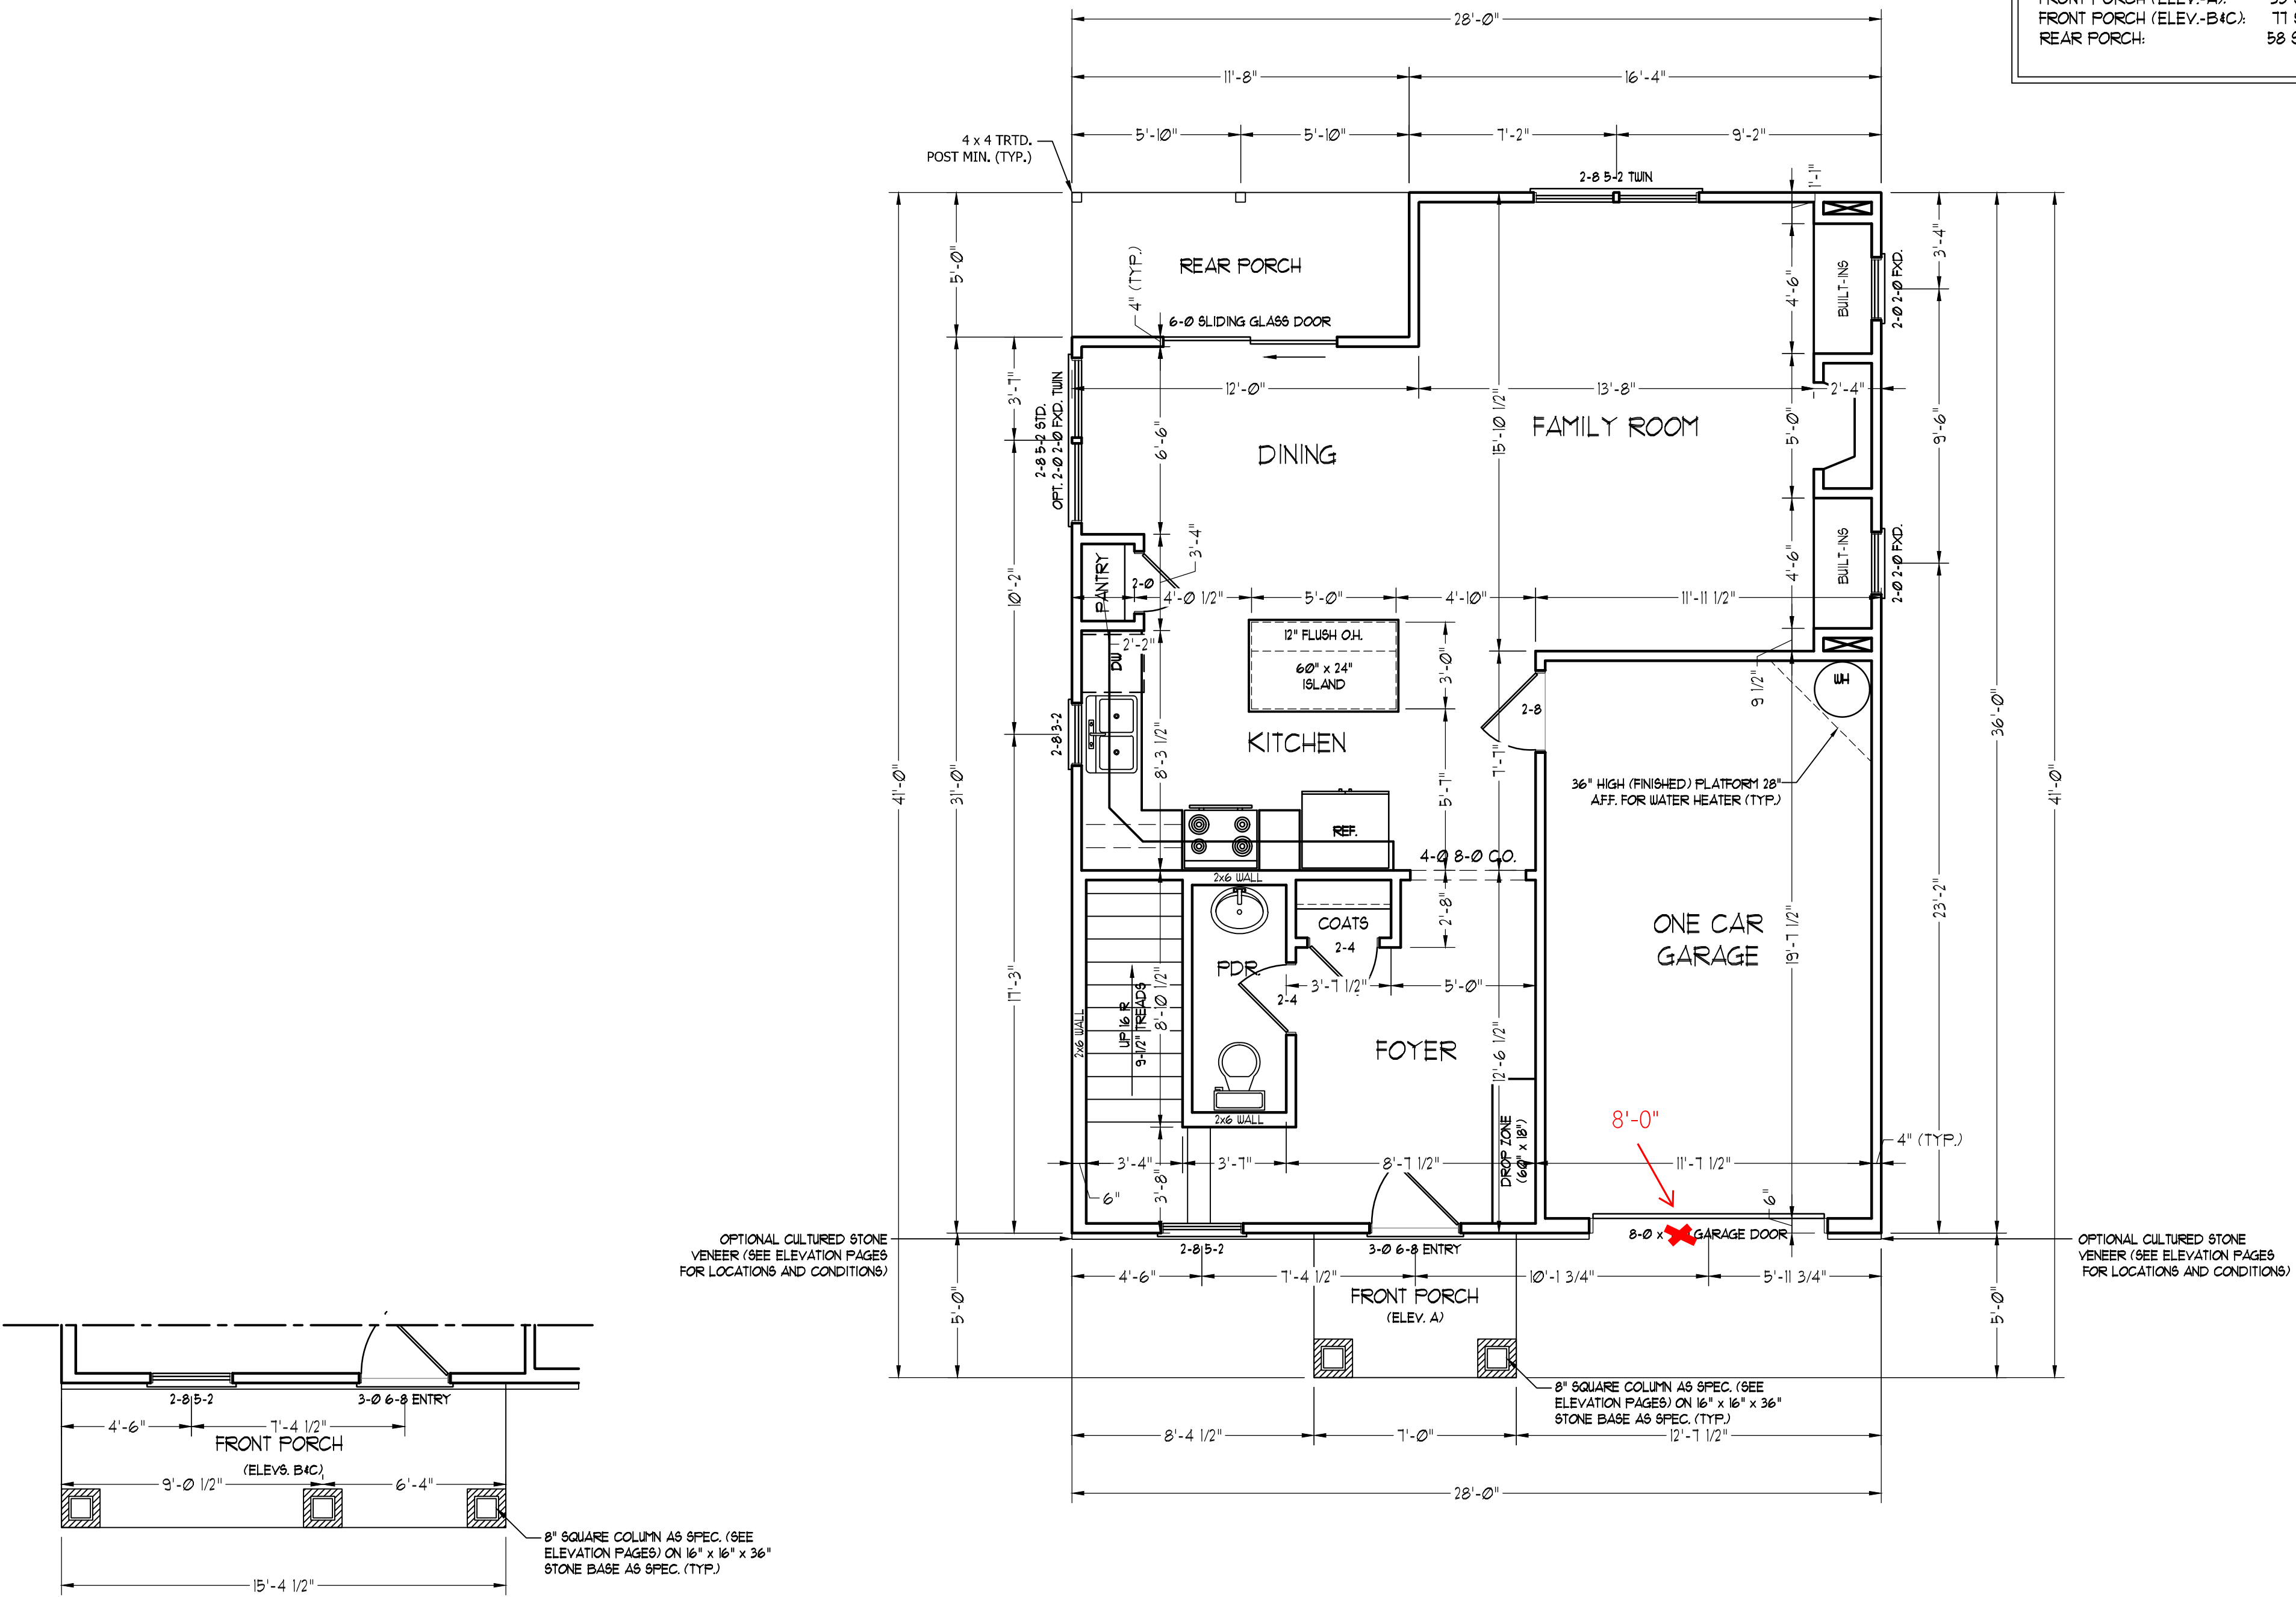 FRONT PORCH (ELEV.-B&C): 77
REAR PORCH: 58
28'-0"
11'-8"
16'-4"
5'-10"
5'-10"
7'-2"
9'-2"
4 x 4 TRTD.
POST MIN. (TYP.)
2-8 5-2 TWIN
1'-1"
REAR PORCH
4" (TYP.)
6-0 SLIDING GLASS DOOR
5'-0"
3'-4"
4'-6"
BUILT-INS
2-0 2-0 FXD.
3'-7"
2-8 5-2 STD.
OPT. 2-0 2-0 FXD. TWIN
12'-0"
13'-8"
2'-4"
15'-10 1/2"
FAMILY ROOM
DINING
6'-6"
5'-0"
9'-6"
3'-4"
PANTRY
2-0
4'-6"
BUILT-INS
2-0 2-0 FXD.
10'-2"
4'-0 1/2"
5'-0"
4'-10"
11'-11 1/2"
12" FLUSH O.H.
60" x 24"
ISLAND
2'-2"
DW
3'-0"
9 1/2"
WH
2-8
2-8 3-2
KITCHEN
8'-3 1/2"
7'-7"
5'-7"
41'-0"
31'-0"
36'-0"
41'-0"
36" HIGH (FINISHED) PLATFORM 28"
A.F.F. FOR WATER HEATER (TYP.)
REF.
4-0 8-0 C.O.
2x6 WALL
COATS
2-4
2'-8"
ONE CAR
GARAGE
19'-7 1/2"
23'-2"
PDR.
2-4
3'-7 1/2"
5'-0"
17'-3"
2x6 WALL
UP 16 R
9-1/2" TREADS
8'-10 1/2"
FOYER
12'-6 1/2"
2x6 WALL
DROP ZONE
(60" x 18")
8'-0"
4" (TYP.)
3'-4"
3'-7"
8'-7 1/2"
11'-7 1/2"
3'-8"
6"
6"
OPTIONAL CULTURED STONE
VENEER (SEE ELEVATION PAGES
FOR LOCATIONS AND CONDITIONS)
2-8 5-2
3-0 6-8 ENTRY
8-0 x GARAGE DOOR
OPTIONAL CULTURED STONE
VENEER (SEE ELEVATION PAGES
FOR LOCATIONS AND CONDITIONS)
4'-6"
7'-4 1/2"
10'-1 3/4"
5'-11 3/4"
5'-0"
5'-0"
FRONT PORCH
(ELEV. A)
8" SQUARE COLUMN AS SPEC. (SEE
ELEVATION PAGES) ON 16" x 16" x 36"
STONE BASE AS SPEC. (TYP.)
8'-4 1/2"
7'-0"
12'-7 1/2"
28'-0"
2-8 5-2
3-0 6-8 ENTRY
4'-6"
7'-4 1/2"
FRONT PORCH
(ELEVS. B&C)
9'-0 1/2"
6'-4"
8" SQUARE COLUMN AS SPEC. (SEE
ELEVATION PAGES) ON 16" x 16" x 36"
STONE BASE AS SPEC. (TYP.)
15'-4 1/2"